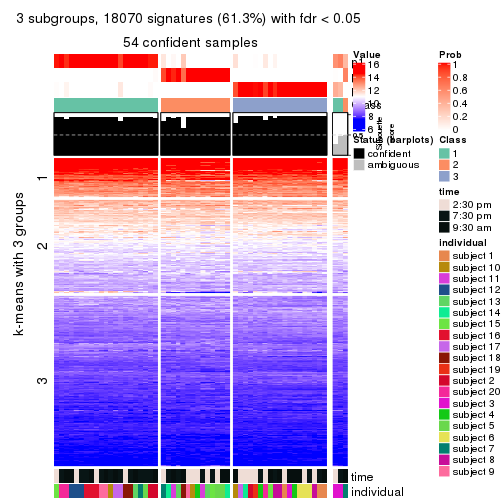 3 subgroups, 18070 signatures (61.3%) with fdr < 0.05
54 confident samples
k-means with 3 groups
1
2
3
Value
16
14
12
10
8
6
Status (barplots)
confident
ambiguous
Silhouette
score
time
individual
Prob
1
0.8
0.6
0.4
0.2
0
Class
1
2
3
time
2:30 pm
7:30 pm
9:30 am
individual
subject 1
subject 10
subject 11
subject 12
subject 13
subject 14
subject 15
subject 16
subject 17
subject 18
subject 19
subject 2
subject 20
subject 3
subject 4
subject 5
subject 6
subject 7
subject 8
subject 9